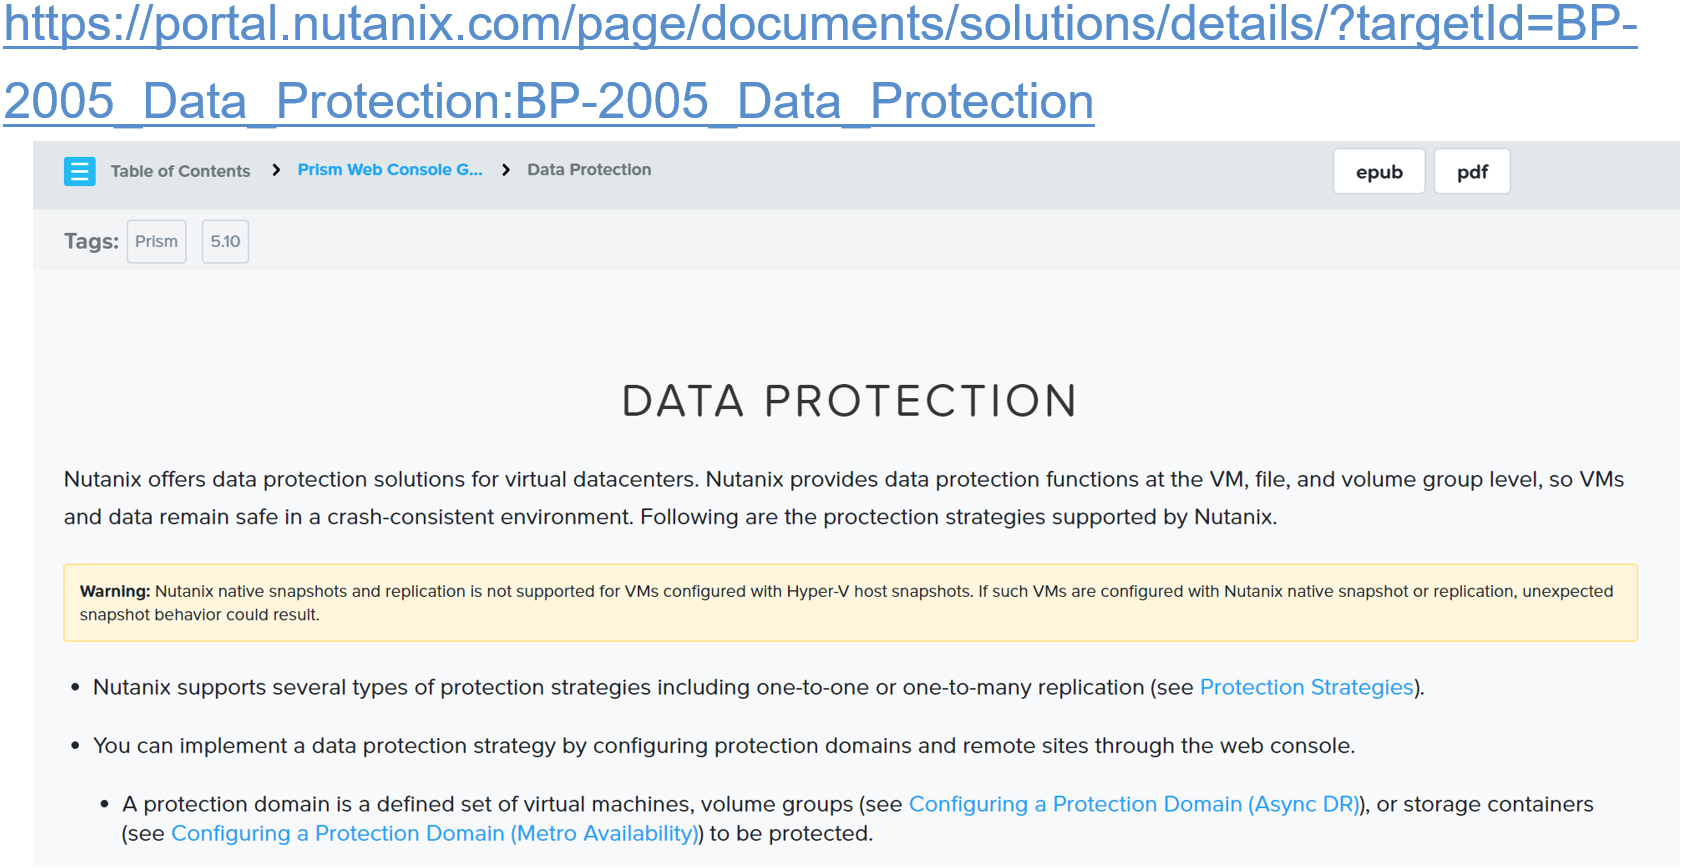 https://portal.nutanix.com/page/documents/solutions/details/?targetId=BP-
2005_Data_Protection:BP-2005_Data_Protection
Table of Contents > Prism Web Console G... > Data Protection epub pdf
Tags: Prism 5.10
DATA PROTECTION
Nutanix offers data protection solutions for virtual datacenters. Nutanix provides data protection functions at the VM, file, and volume group level, so VMs
and data remain safe in a crash-consistent environment. Following are the proctection strategies supported by Nutanix.
Warning: Nutanix native snapshots and replication is not supported for VMs configured with Hyper-V host snapshots. If such VMs are configured with Nutanix native snapshot or replication, unexpected
snapshot behavior could result.
• Nutanix supports several types of protection strategies including one-to-one or one-to-many replication (see Protection Strategies).
• You can implement a data protection strategy by configuring protection domains and remote sites through the web console.
• A protection domain is a defined set of virtual machines, volume groups (see Configuring a Protection Domain (Async DR)), or storage containers
(see Configuring a Protection Domain (Metro Availability)) to be protected.